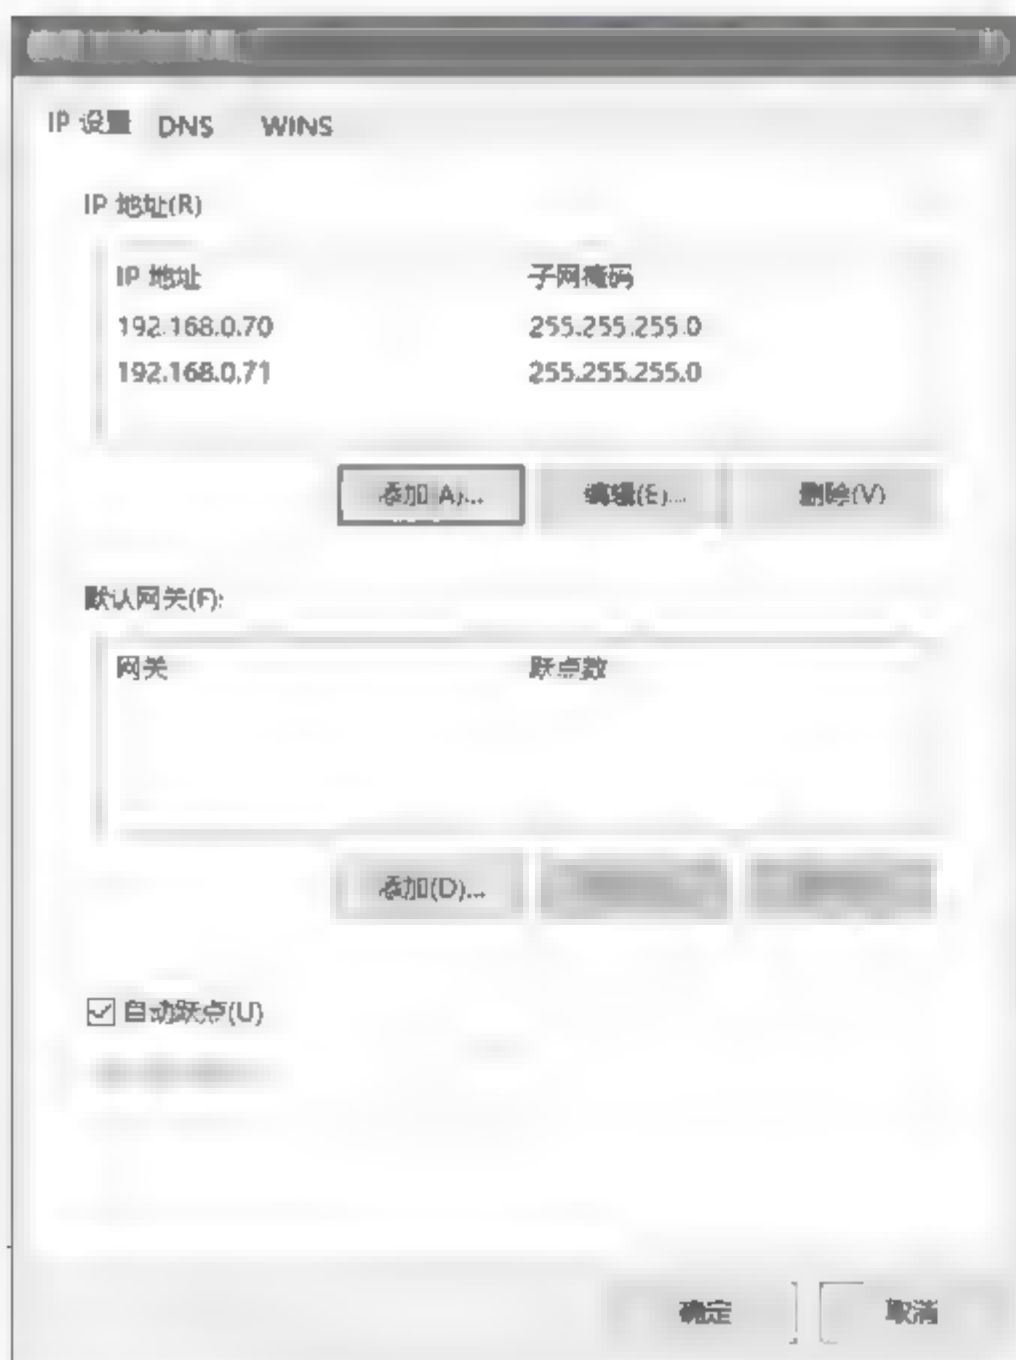 IP 设置 DNS WINS
IP 地址(R)
IP 地址 子网掩码
192.168.0.70 255.255.255.0
192.168.0.71 255.255.255.0
添加(A)... 编辑(E)... 删除(V)
默认网关(F):
网关 跃点数
添加(D)...
自动跃点(U)
确定 取消